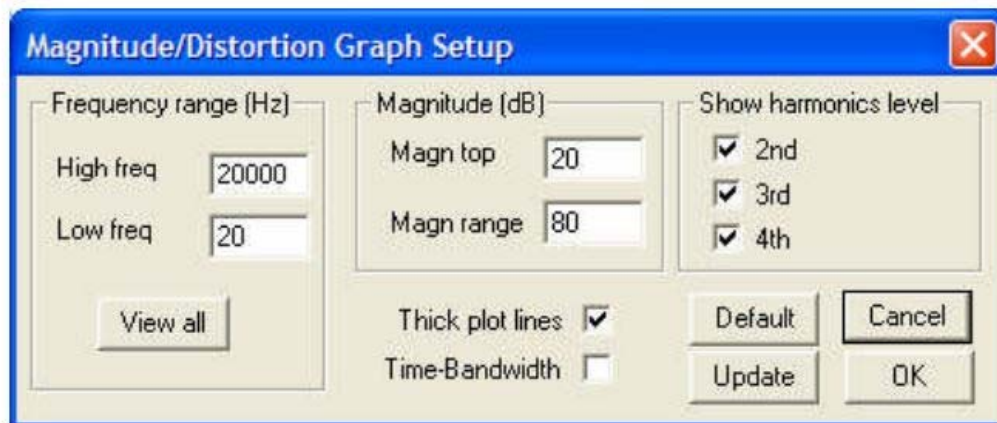 Magnitude/Distortion Graph Setup
Frequency range (Hz)
High freq 20000
Low freq 20
View all
Magnitude (dB)
Magn top 20
Magn range 80
Show harmonics level
2nd
3rd
4th
Thick plot lines
Time-Bandwidth
Default
Cancel
Update
OK